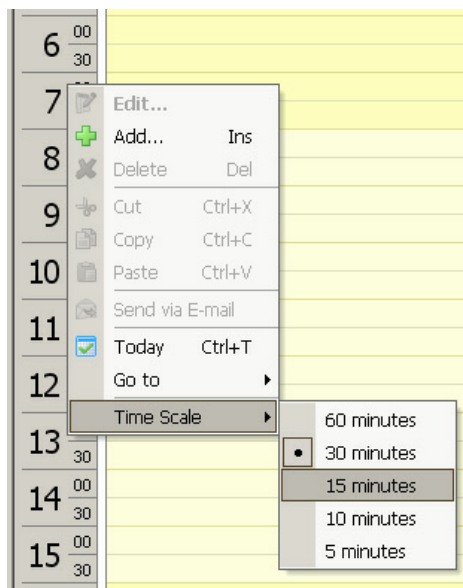 6 00
30
7
Edit...
Add... Ins
8
Delete Del
9
Cut Ctrl+X
Copy Ctrl+C
10
Paste Ctrl+V
Send via E-mail
11
Today Ctrl+T
12
Go to
Time Scale
60 minutes
13 30
30 minutes
14 00
30
15 minutes
10 minutes
15 00
30
5 minutes